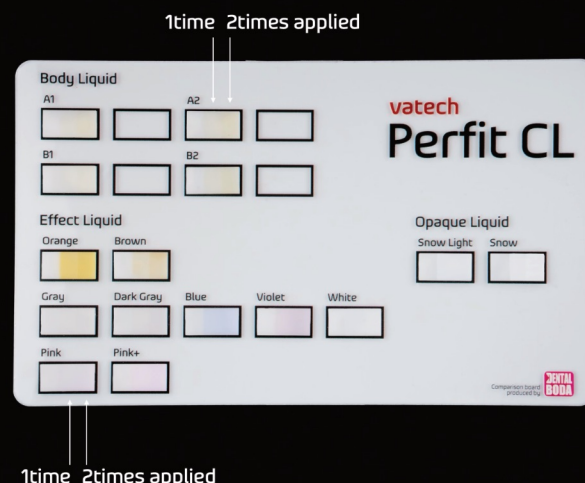 1time 2times applied
Body Liquid
A1 A2
B1 B2
vatech
Perfit CL
Effect Liquid
Orange Brown
Gray Dark Gray Blue Violet White
Pink Pink+
Opaque Liquid
Snow Light Snow
Comparison board
produced by
DENTAL
BODA
1time 2times applied